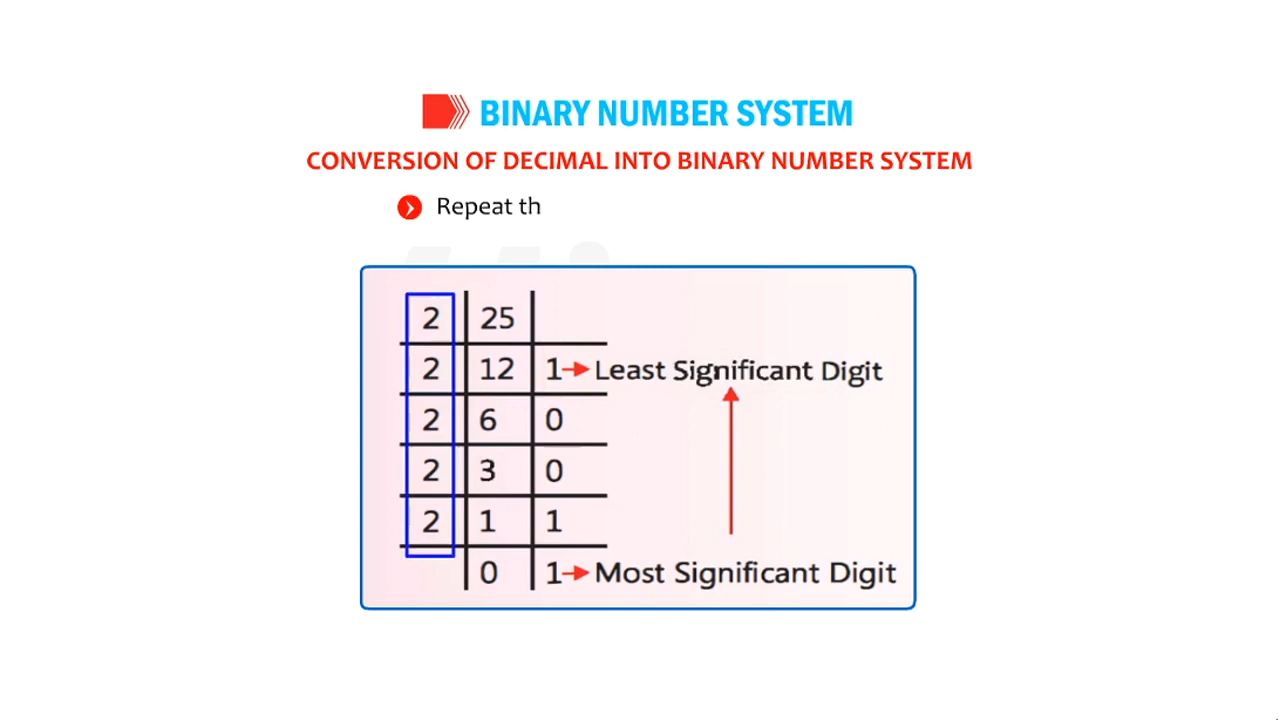 BINARY NUMBER SYSTEM
CONVERSION OF DECIMAL INTO BINARY NUMBER SYSTEM
Repeat th
2 25
2 12 1 Least Significant Digit
2 6 0
2 3 0
2 1 1
0 1 Most Significant Digit